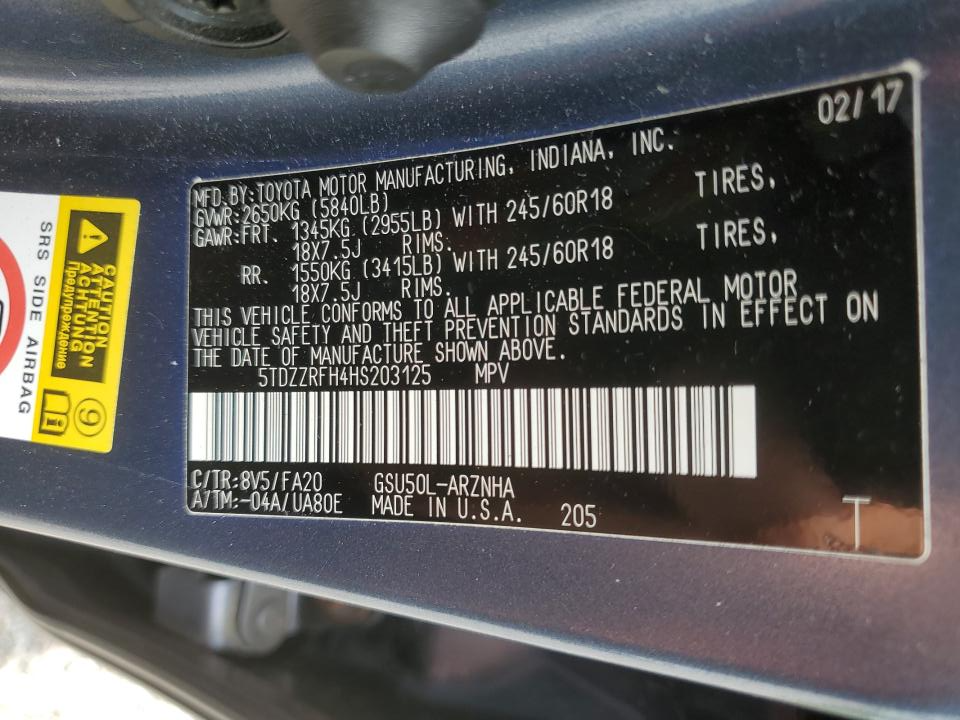 02/17
MFD.BY:TOYOTA MOTOR MANUFACTURING, INDIANA, INC.
GVWR:2650KG (5840LB)
GAWR:FRT. 1345KG (2955LB) WITH 245/60R18 TIRES,
18X7.5J RIMS.
RR. 1550KG (3415LB) WITH 245/60R18 TIRES,
18X7.5J RIMS.
THIS VEHICLE CONFORMS TO ALL APPLICABLE FEDERAL MOTOR
VEHICLE SAFETY AND THEFT PREVENTION STANDARDS IN EFFECT ON
THE DATE OF MANUFACTURE SHOWN ABOVE.
5TDZZRFH4HS203125 MPV
C/TR:8V5/FA20 GSU50L-ARZNHA
A/TM:-04A/UA80E MADE IN U.S.A. 205
T
CAUTION
ATTENTION
ACHTUNG
Предупреждение
SRS SIDE AIRBAG
9